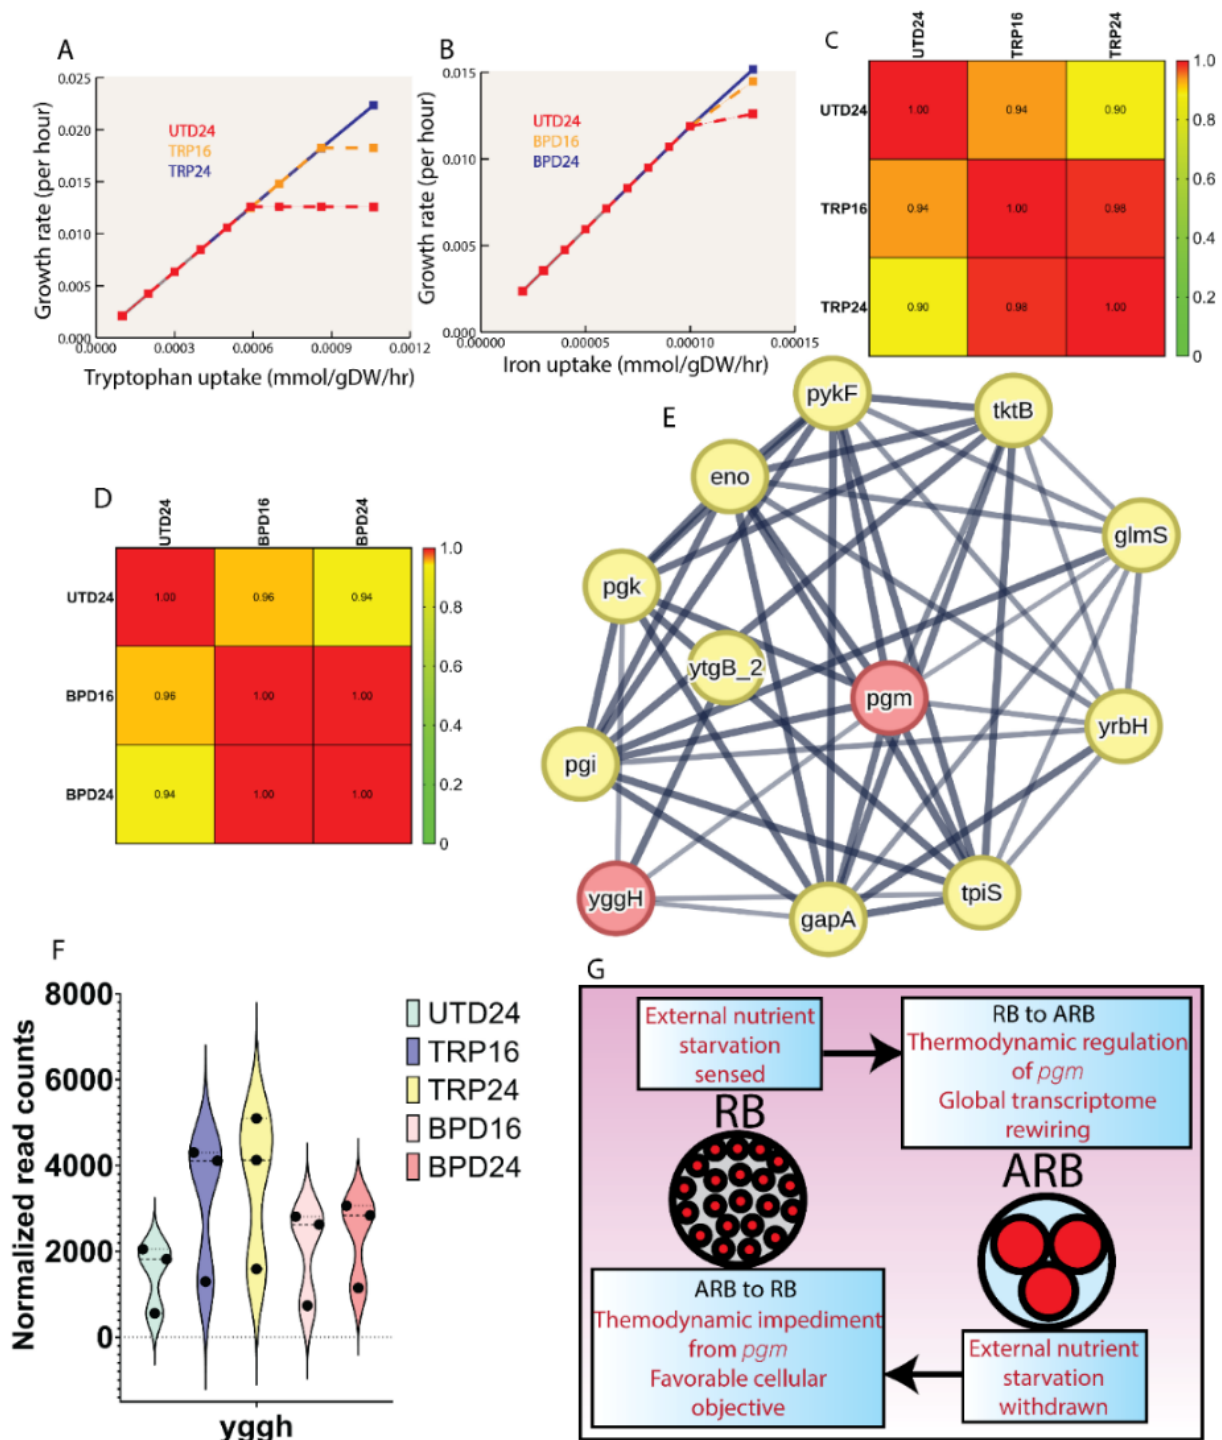 A
Growth rate (per hour)
0.025
0.020
0.015
0.010
0.005
0.000
0.0000
0.0003
0.0006
0.0009
0.0012
UTD24
TRP16
TRP24
Tryptophan uptake (mmol/gDW/hr)
B
Growth rate (per hour)
0.015
0.010
0.005
0.000
0.00000
0.00005
0.00010
0.00015
UTD24
BPD16
BPD24
Iron uptake (mmol/gDW/hr)
C
UTD24
TRP16
TRP24
UTD24
1.00
0.94
0.90
TRP16
0.94
1.00
0.98
TRP24
0.90
0.98
1.00
1.0
0.8
0.6
0.4
0.2
0
D
UTD24
BPD16
BPD24
UTD24
1.00
0.96
0.94
BPD16
0.96
1.00
1.00
BPD24
0.94
1.00
1.00
1.0
0.8
0.6
0.4
0.2
0
E
pykF
tktB
eno
glmS
pgk
ytgB_2
pgm
yrbH
pgi
yggH
gapA
tpiS
F
Normalized read counts
8000
6000
4000
2000
0
yggh
UTD24
TRP16
TRP24
BPD16
BPD24
G
External nutrient
starvation
sensed
RB to ARB
Thermodynamic regulation
of pgm
Global transcriptome
rewiring
RB
ARB
ARB to RB
Themodynamic impediment
from pgm
Favorable cellular
objective
External nutrient
starvation
withdrawn